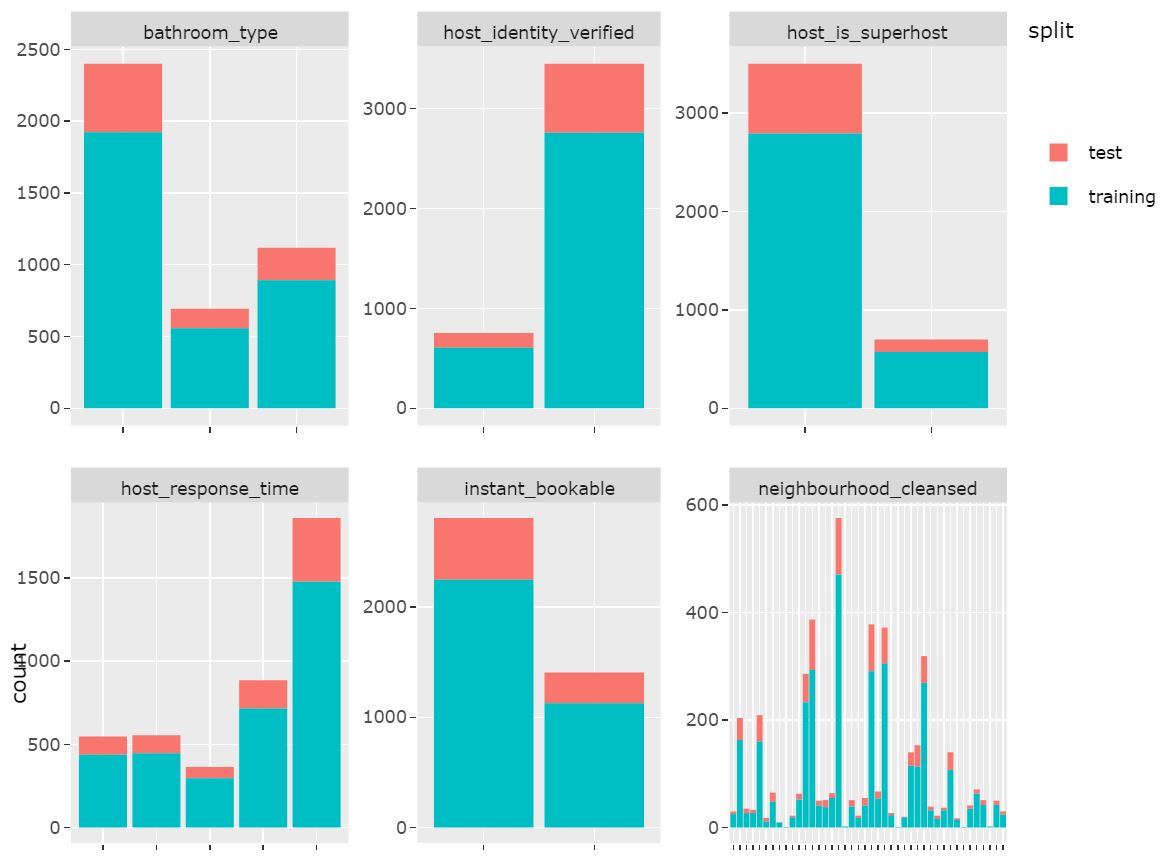 bathroom_type
host_identity_verified
host_is_superhost
split
2500
2000
1500
1000
500
0
3000
2000
1000
0
3000
2000
1000
0
test
training
host_response_time
instant_bookable
neighbourhood_cleansed
count
1500
1000
500
0
2000
1000
0
600
400
200
0